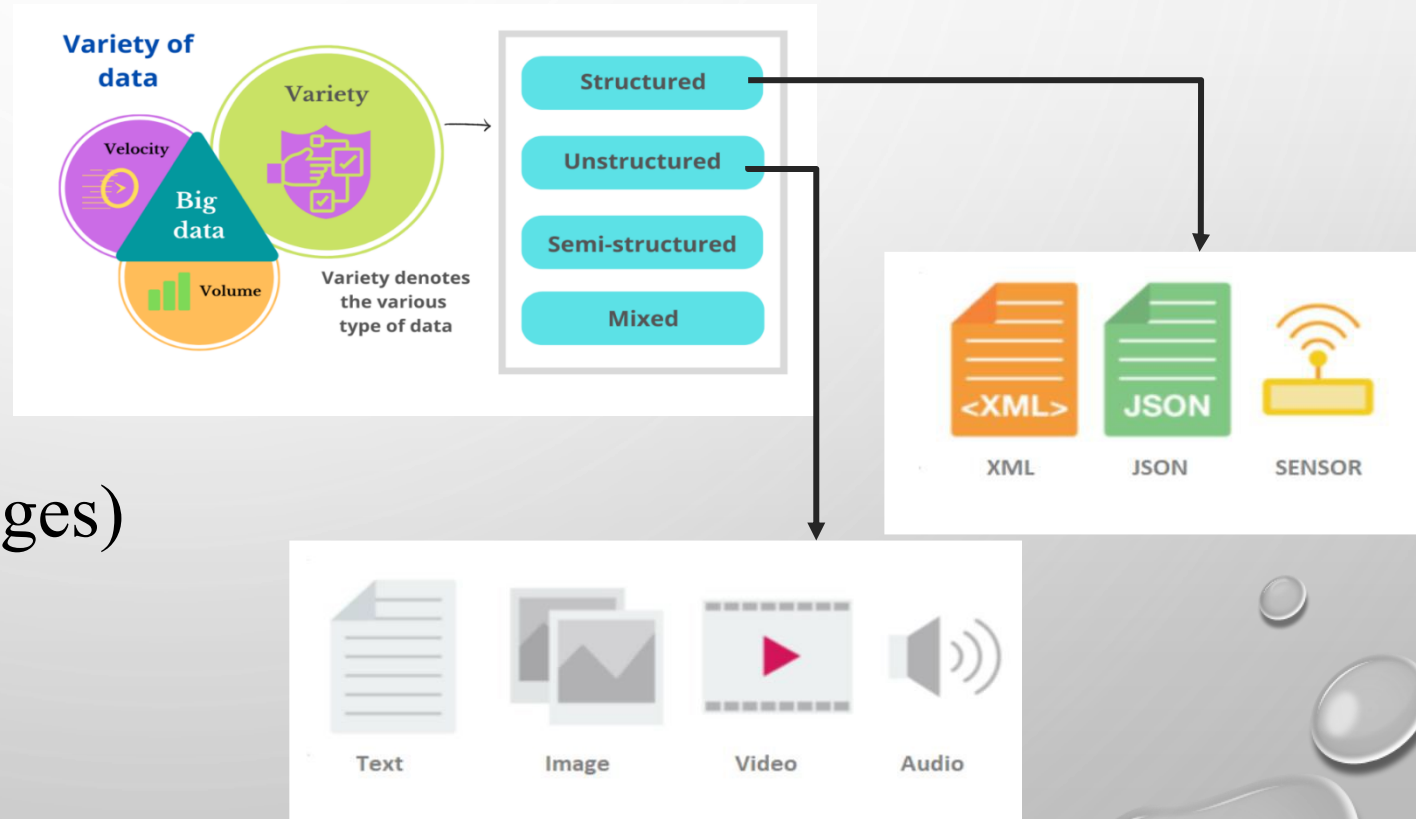 Variety of
data
Variety
Velocity
Big
data
Volume
Variety denotes
the various
type of data
Structured
Unstructured
Semi-structured
Mixed
<XML>
JSON
XML
JSON
SENSOR
ges)
Text
Image
Video
Audio